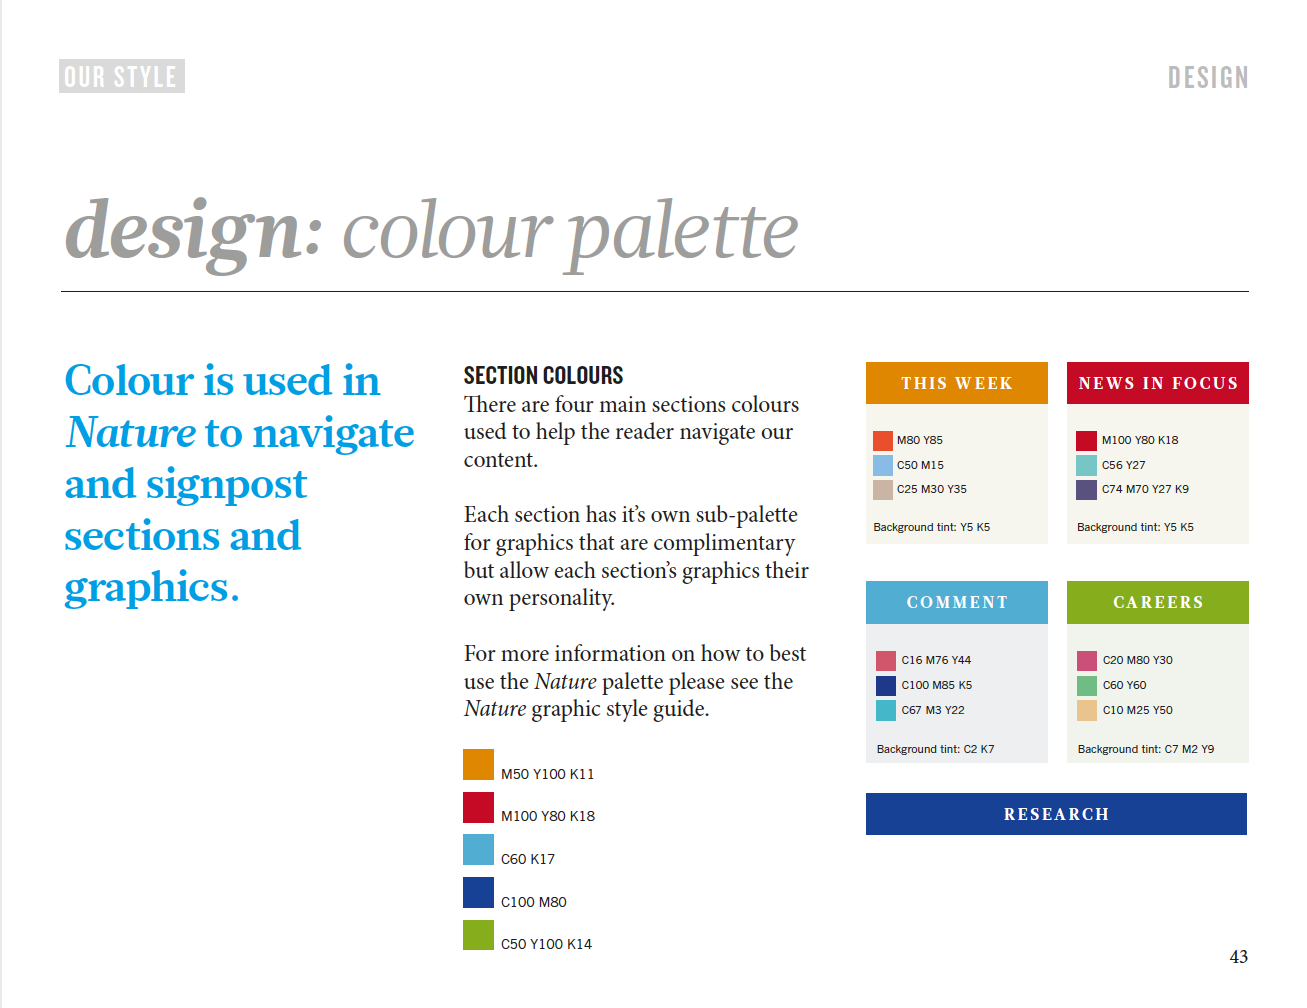 OUR STYLE
DESIGN
design: colour palette
Colour is used in
Nature to navigate
and signpost
sections and
graphics.
SECTION COLOURS
There are four main sections colours
used to help the reader navigate our
content.
Each section has it’s own sub-palette
for graphics that are complimentary
but allow each section’s graphics their
own personality.
For more information on how to best
use the Nature palette please see the
Nature graphic style guide.
M50 Y100 K11
M100 Y80 K18
C60 K17
C100 M80
C50 Y100 K14
THIS WEEK
M80 Y85
C50 M15
C25 M30 Y35
Background tint: Y5 K5
NEWS IN FOCUS
M100 Y80 K18
C56 Y27
C74 M70 Y27 K9
Background tint: Y5 K5
COMMENT
C16 M76 Y44
C100 M85 K5
C67 M3 Y22
Background tint: C2 K7
CAREERS
C20 M80 Y30
C60 Y60
C10 M25 Y50
Background tint: C7 M2 Y9
RESEARCH
43